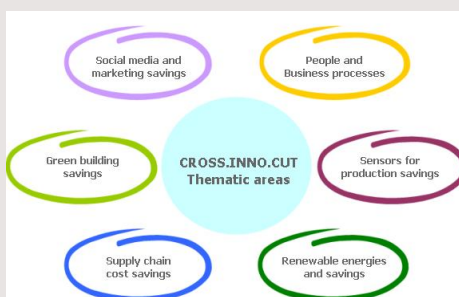 Social media and
marketing savings
People and
Business processes
Green building
savings
CROSS.INNO.CUT
Thematic areas
Sensors for
production savings
Supply chain
cost savings
Renewable energies
and savings